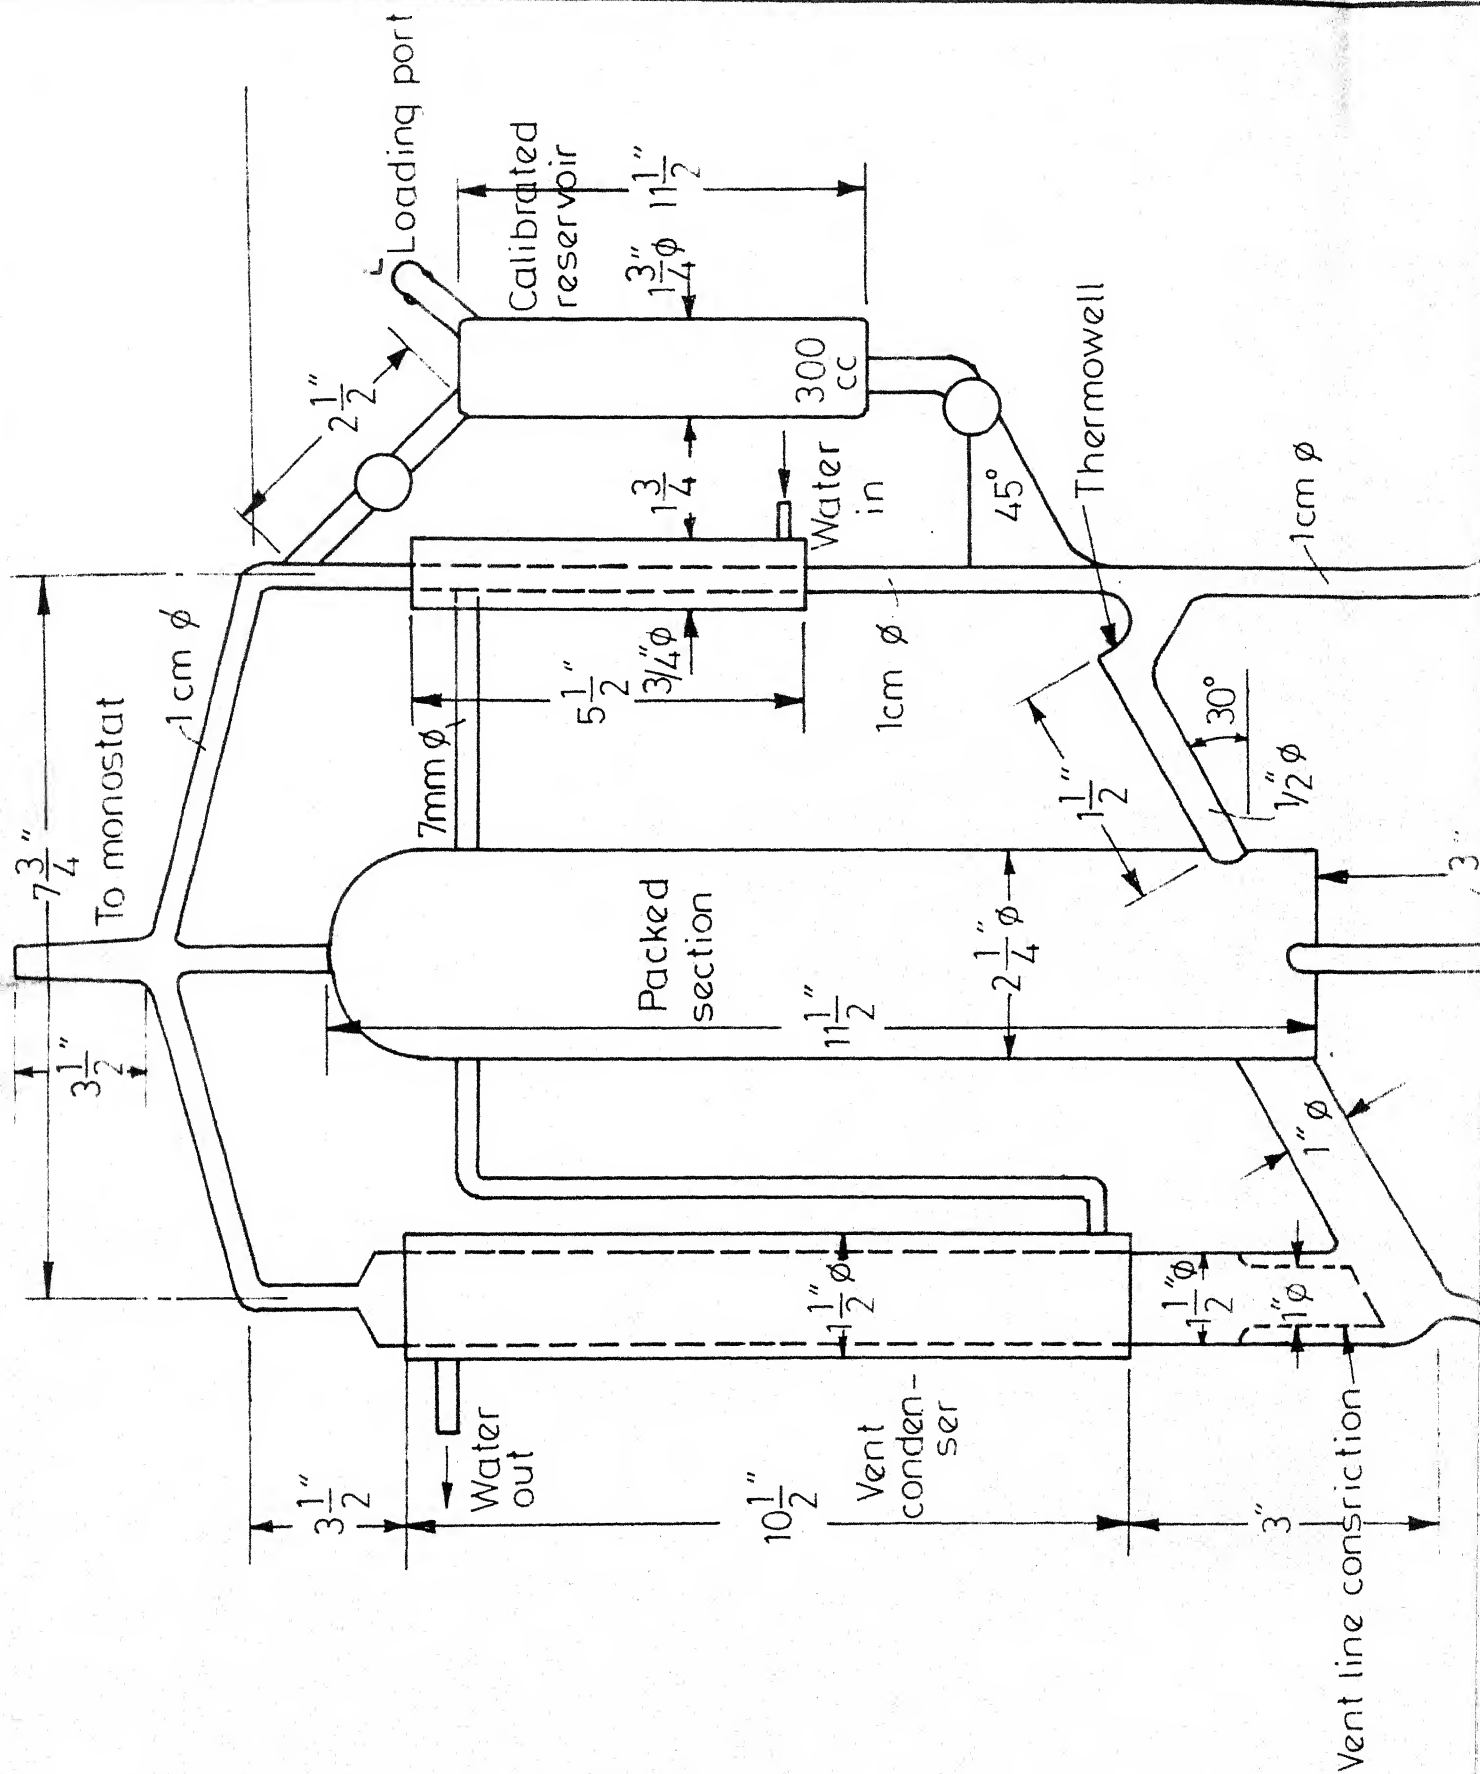 7 3/4"
To monostat
3 1/2"
1 cm ø
2 1/2"
Loading port
Calibrated
reservoir
11 1/2"
1 3/4" ø
300
cc
1 3/4
Water
in
45°
Thermowell
7mm ø
5 1/2"
3/4" ø
1cm ø
1cm ø
1 1/2"
30°
1/2" ø
Packed
section
11 1/2"
2 1/4" ø
3"
1" ø
3 1/2"
Water
out
10 1/2"
Vent
conden-
ser
1 1/2" ø
1 1/2" ø
1" ø
3"
Vent line consriction